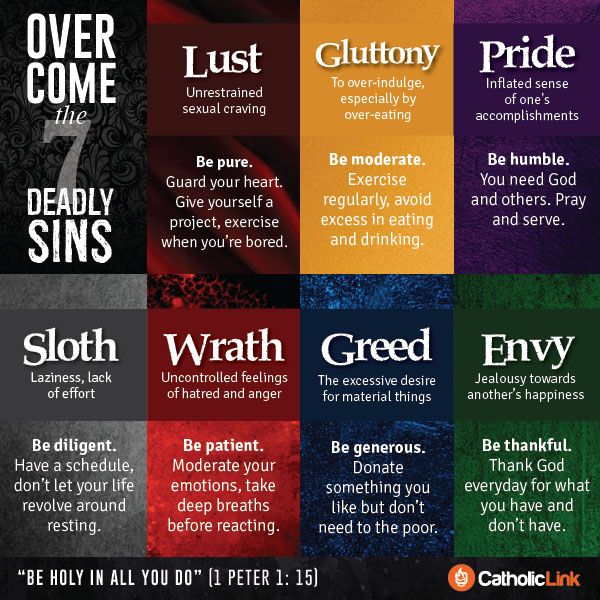 OVER
COME
the
7
DEADLY
SINS
Lust
Unrestrained
sexual craving
Be pure.
Guard your heart.
Give yourself a
project, exercise
when you're bored.
Gluttony
To over-indulge,
especially by
over-eating
Be moderate.
Exercise
regularly, avoid
excess in eating
and drinking.
Pride
Inflated sense
of one's
accomplishments
Be humble.
You need God
and others. Pray
and serve.
Sloth
Laziness, lack
of effort
Be diligent.
Have a schedule,
don't let your life
revolve around
resting.
Wrath
Uncontrolled feelings
of hatred and anger
Be patient.
Moderate your
emotions, take
deep breaths
before reacting.
Greed
The excessive desire
for material things
Be generous.
Donate
something you
like but don't
need to the poor.
Envy
Jealousy towards
another's happiness
Be thankful.
Thank God
everyday for what
you have and
don't have.
"BE HOLY IN ALL YOU DO" (1 PETER 1: 15)
CatholicLink